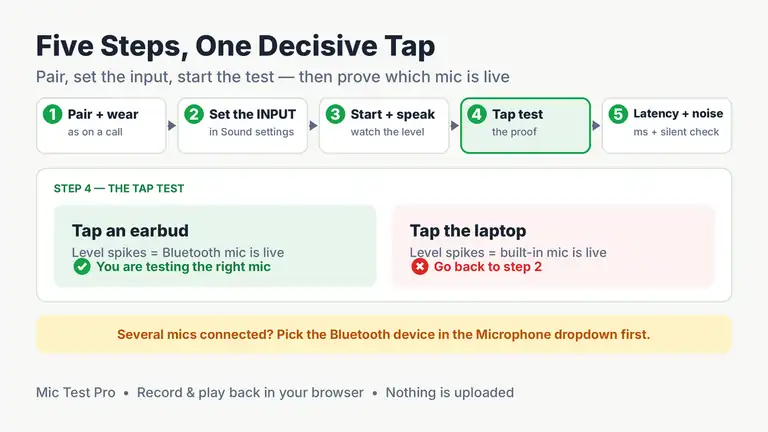 Five Steps, One Decisive Tap
Pair, set the input, start the test — then prove which mic is live
1 Pair + wear
as on a call
2 Set the INPUT
in Sound settings
3 Start + speak
watch the level
4 Tap test
the proof
5 Latency + noise
ms + silent check
STEP 4 — THE TAP TEST
Tap an earbud
Level spikes = Bluetooth mic is live
You are testing the right mic
Tap the laptop
Level spikes = built-in mic is live
Go back to step 2
Several mics connected? Pick the Bluetooth device in the Microphone dropdown first.
Mic Test Pro • Record & play back in your browser • Nothing is uploaded